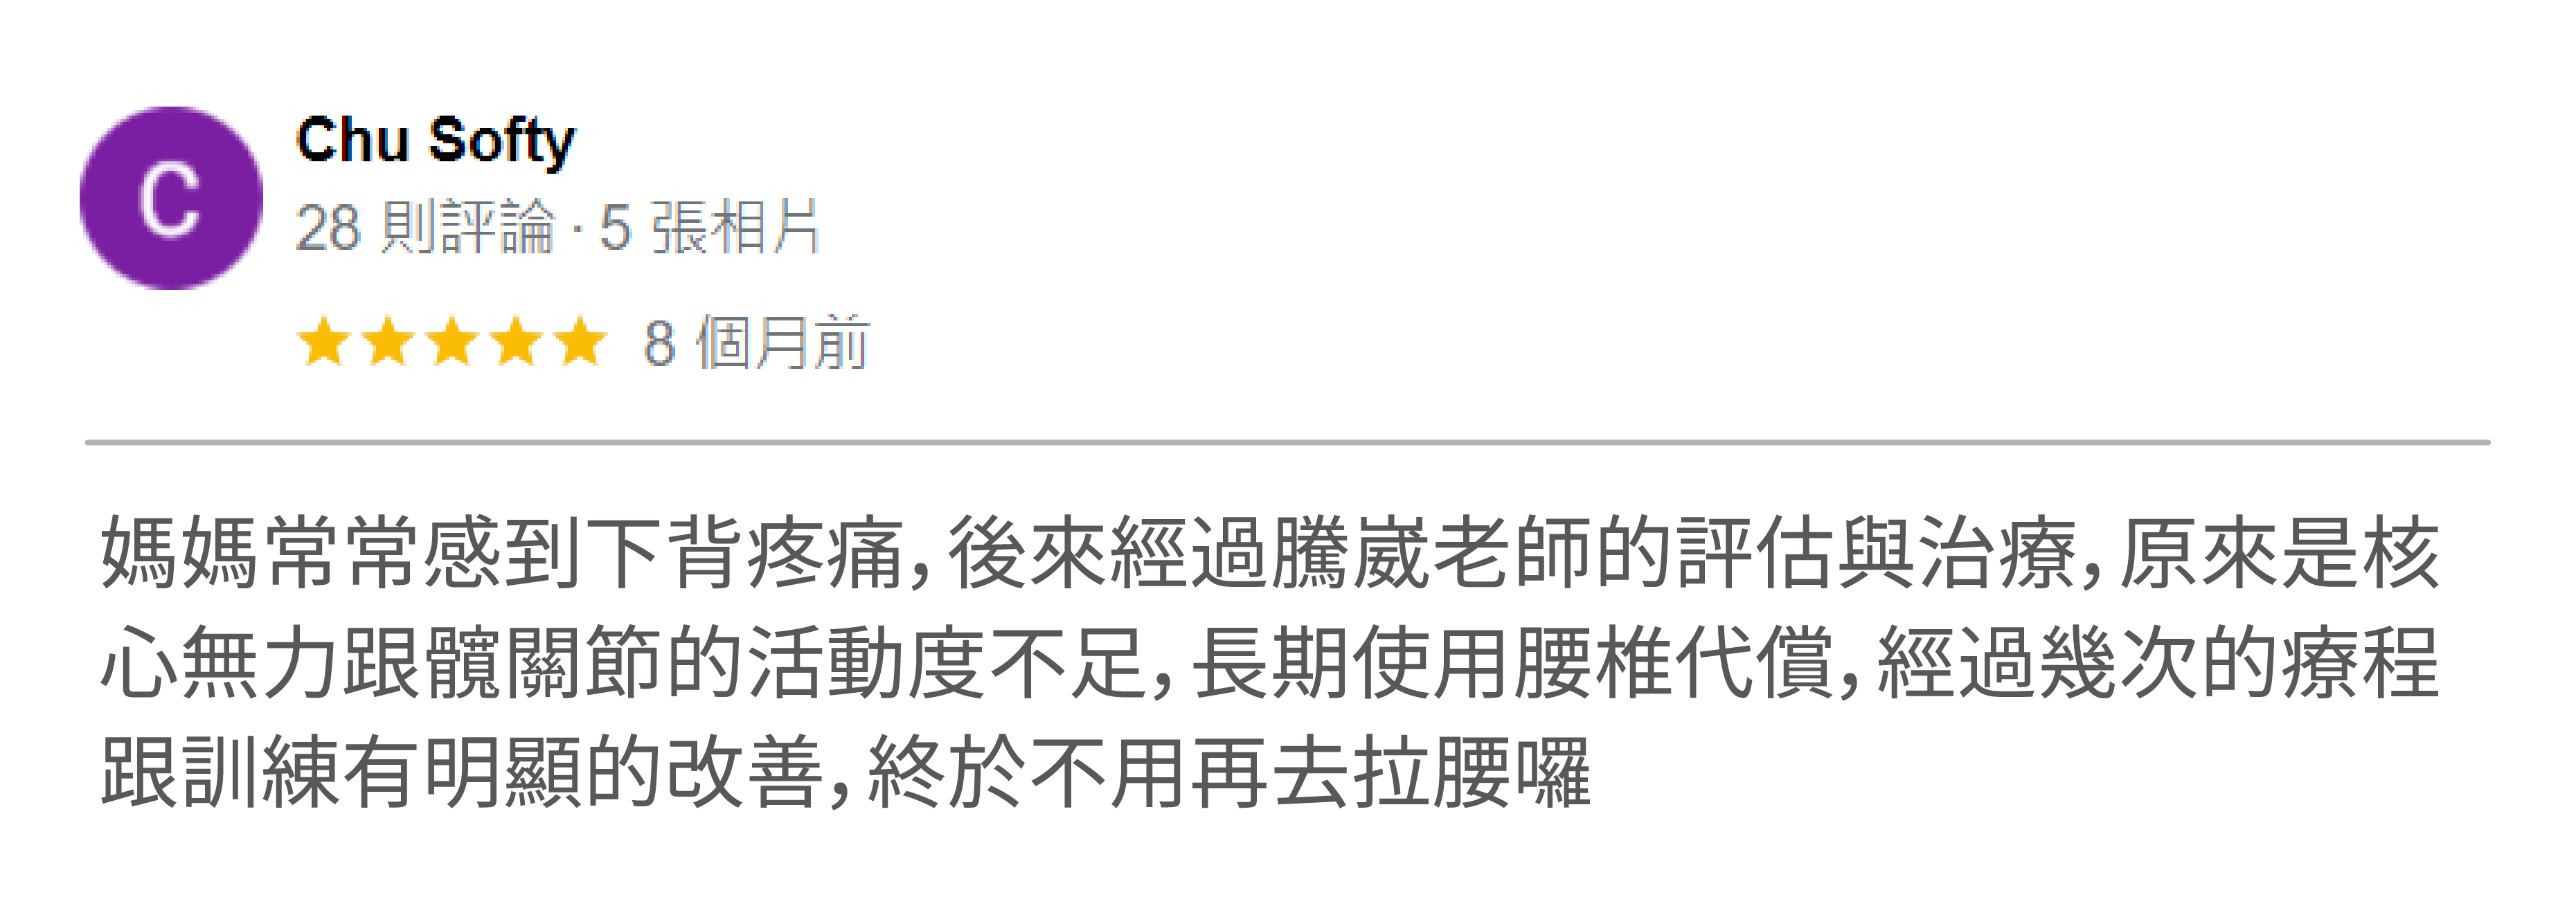 C
Chu Softy
28 則評論 · 5 張相片
8 個月前
媽媽常常感到下背疼痛，後來經過騰崴老師的評估與治療，原來是核
心無力跟髖關節的活動度不足，長期使用腰椎代償，經過幾次的療程
跟訓練有明顯的改善，終於不用再去拉腰囉